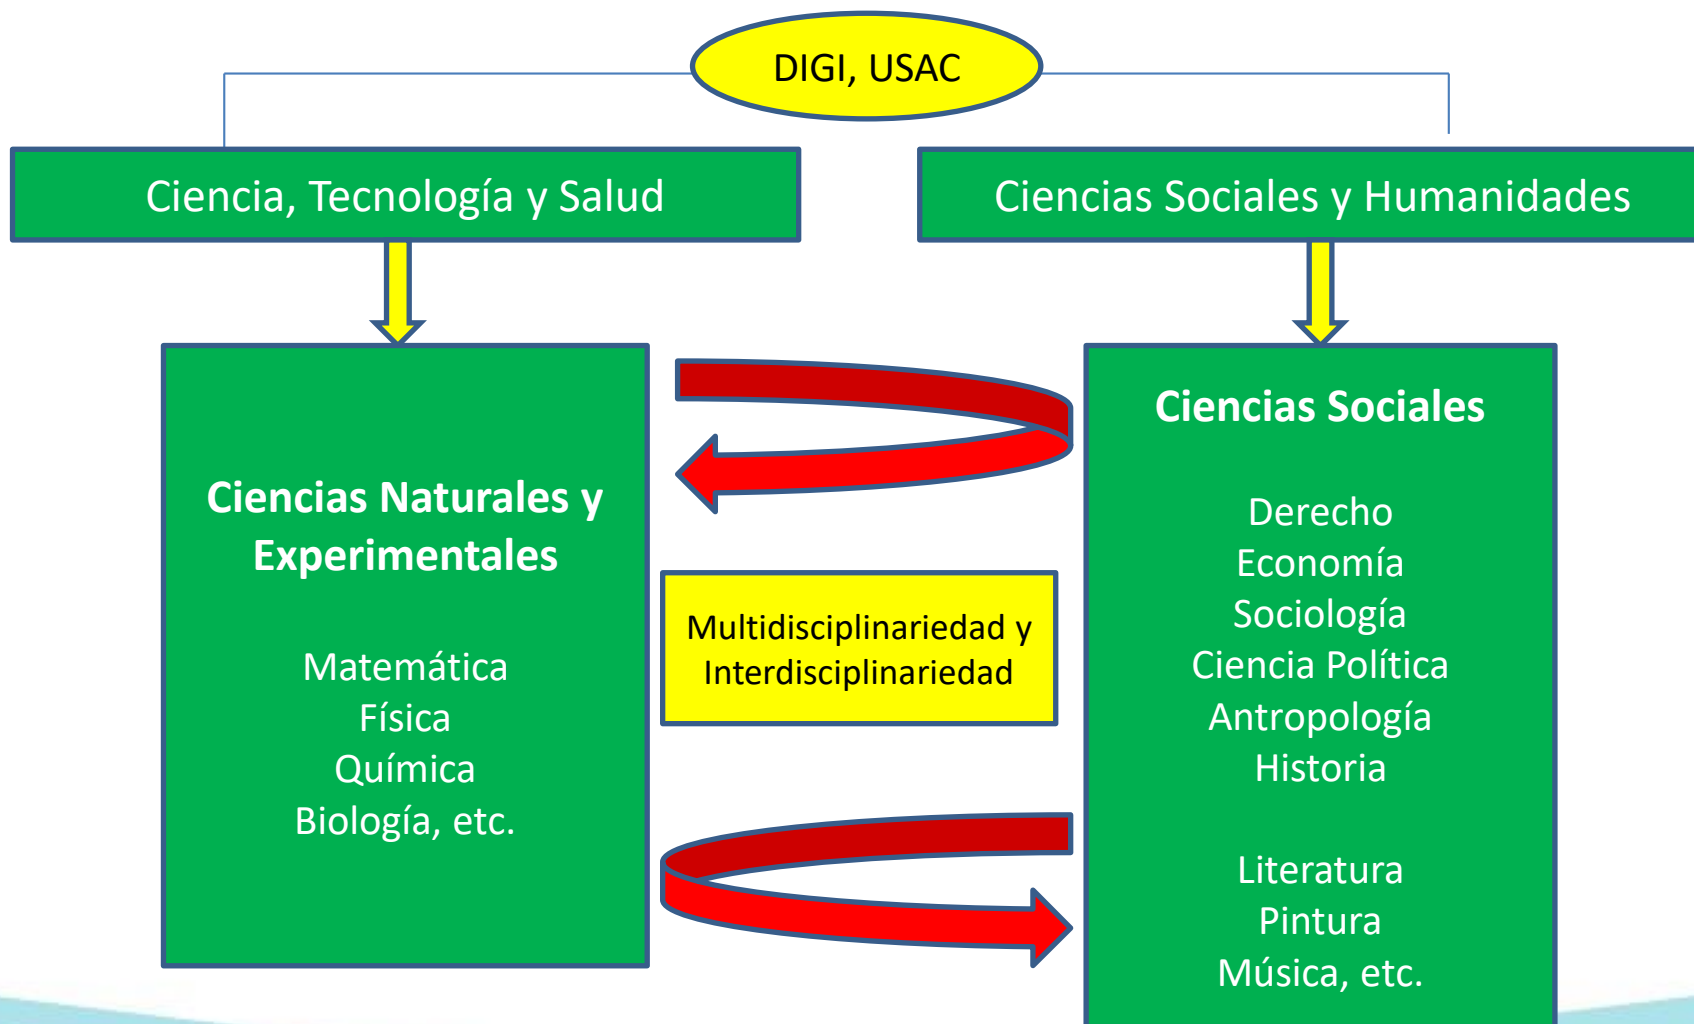 DIGI, USAC
Ciencia, Tecnología y Salud
Ciencias Sociales y Humanidades
Ciencias Naturales y
Experimentales
Matemática
Física
Química
Biología, etc.
Multidisciplinariedad y
Interdisciplinariedad
Ciencias Sociales
Derecho
Economía
Sociología
Ciencia Política
Antropología
Historia
Literatura
Pintura
Música, etc.